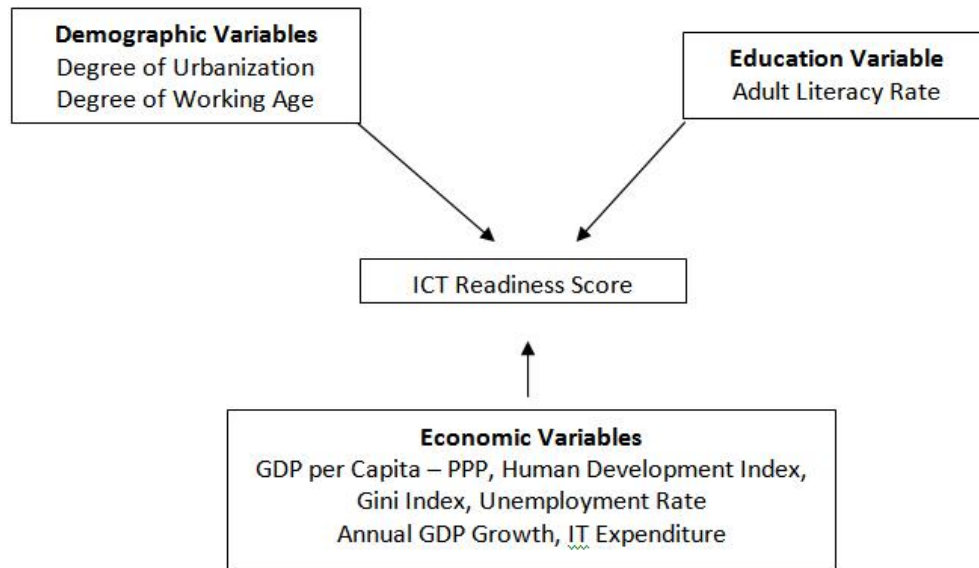 Demographic Variables
Degree of Urbanization
Degree of Working Age
Education Variable
Adult Literacy Rate
ICT Readiness Score
Economic Variables
GDP per Capita – PPP, Human Development Index,
Gini Index, Unemployment Rate
Annual GDP Growth, IT Expenditure